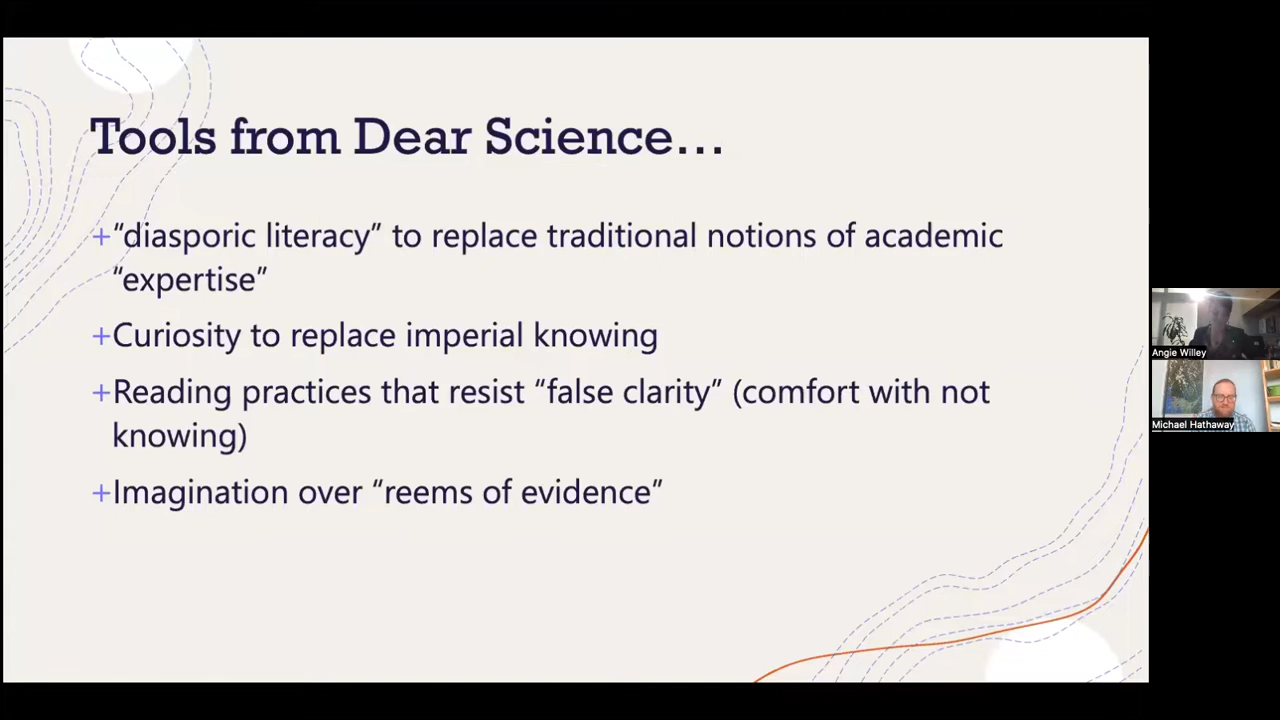 Tools from Dear Science…
+“diasporic literacy” to replace traditional notions of academic
“expertise”
+Curiosity to replace imperial knowing
+Reading practices that resist “false clarity” (comfort with not
knowing)
+Imagination over “reems of evidence”
Angie Willey
Michael Hathaway